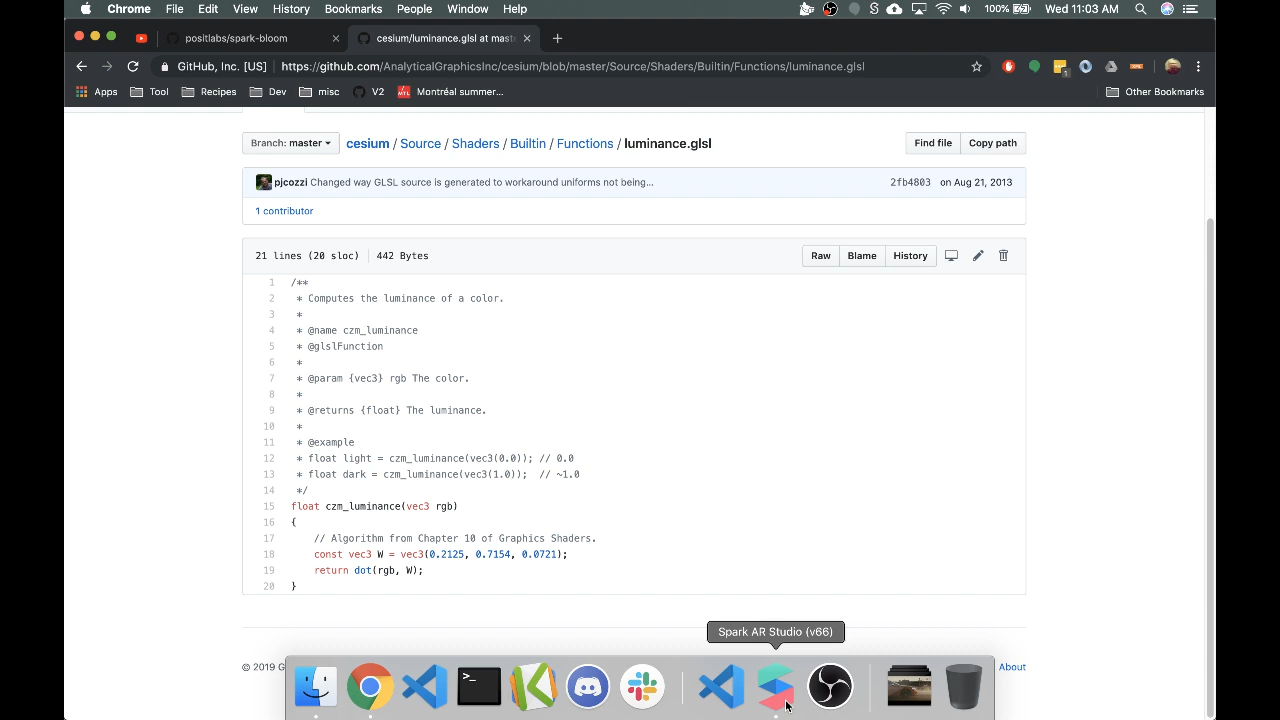 Chrome File Edit View History Bookmarks People Window Help 100% Wed 11:03 AM
positlabs/spark-bloom × cesium/luminance.glsl at mast × +
GitHub, Inc. [US] https://github.com/AnalyticalGraphicsInc/cesium/blob/master/Source/Shaders/Builtin/Functions/luminance.glsl
Apps Tool Recipes Dev misc V2 Montréal summer... Other Bookmarks
Branch: master cesium / Source / Shaders / Builtin / Functions / luminance.glsl Find file Copy path
pjcozzi Changed way GLSL source is generated to workaround uniforms not being... 2fb4803 on Aug 21, 2013
1 contributor
21 lines (20 sloc) 442 Bytes Raw Blame History
1 /**
2 * Computes the luminance of a color.
3 *
4 * @name czm_luminance
5 * @glslFunction
6 *
7 * @param {vec3} rgb The color.
8 *
9 * @returns {float} The luminance.
10 *
11 * @example
12 * float light = czm_luminance(vec3(0.0)); // 0.0
13 * float dark = czm_luminance(vec3(1.0)); // ~1.0
14 */
15 float czm_luminance(vec3 rgb)
16 {
17 // Algorithm from Chapter 10 of Graphics Shaders.
18 const vec3 W = vec3(0.2125, 0.7154, 0.0721);
19 return dot(rgb, W);
20 }
Spark AR Studio (v66)
© 2019 G About